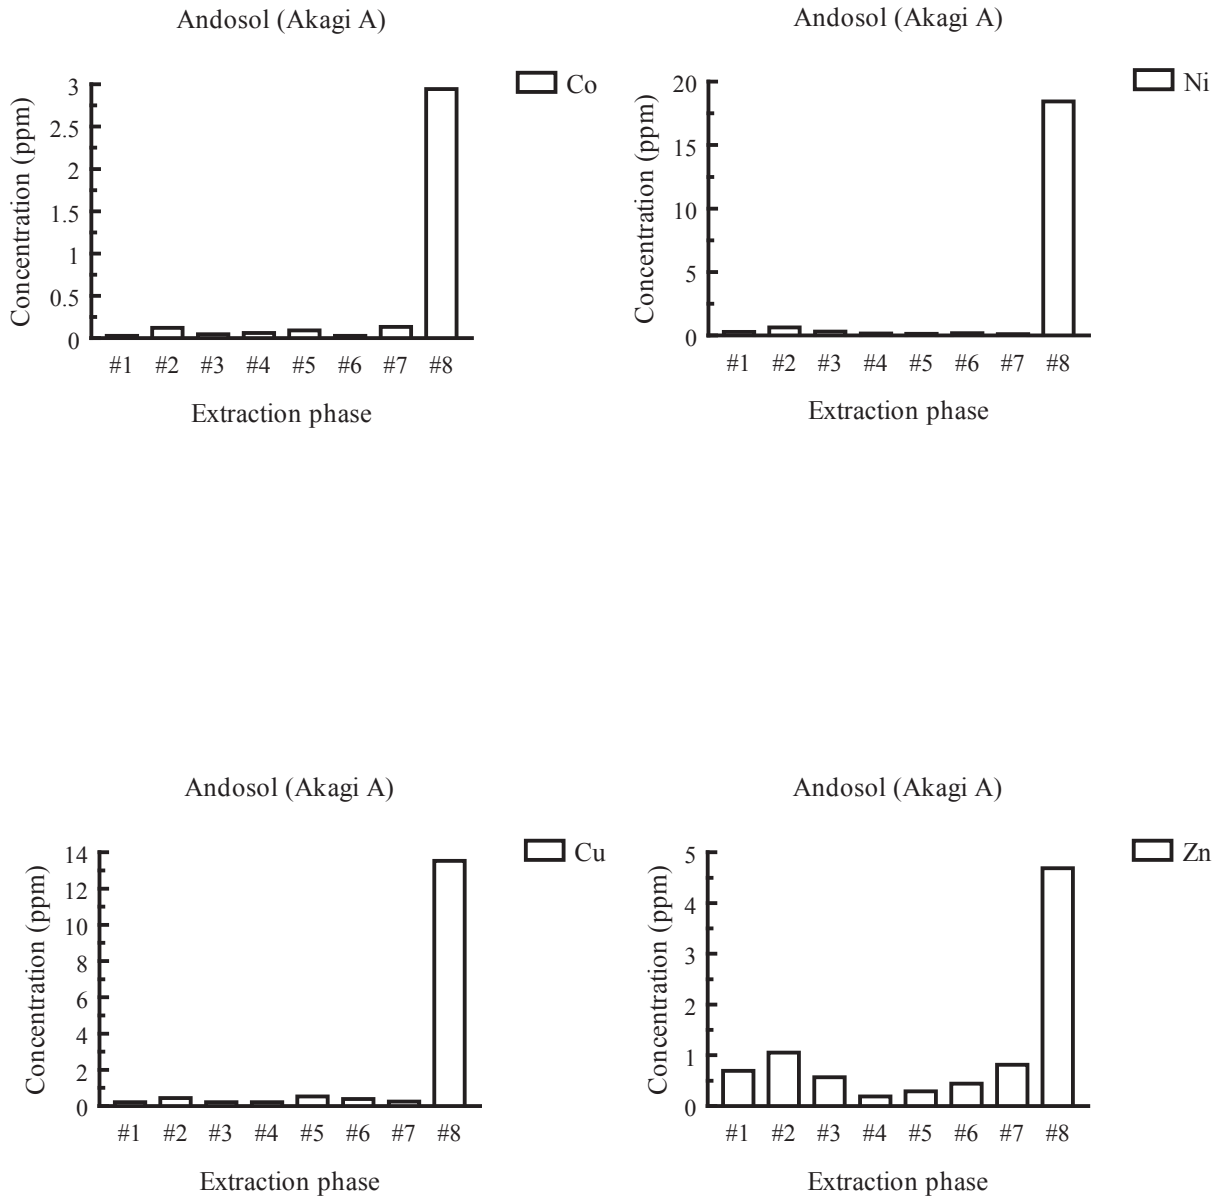 Andosol (Akagi A)
Co
Concentration (ppm)
3
2.5
2
1.5
1
0.5
0
#1 #2 #3 #4 #5 #6 #7 #8
Extraction phase
Andosol (Akagi A)
Ni
Concentration (ppm)
20
15
10
5
0
#1 #2 #3 #4 #5 #6 #7 #8
Extraction phase
Andosol (Akagi A)
Cu
Concentration (ppm)
14
12
10
8
6
4
2
0
#1 #2 #3 #4 #5 #6 #7 #8
Extraction phase
Andosol (Akagi A)
Zn
Concentration (ppm)
5
4
3
2
1
0
#1 #2 #3 #4 #5 #6 #7 #8
Extraction phase